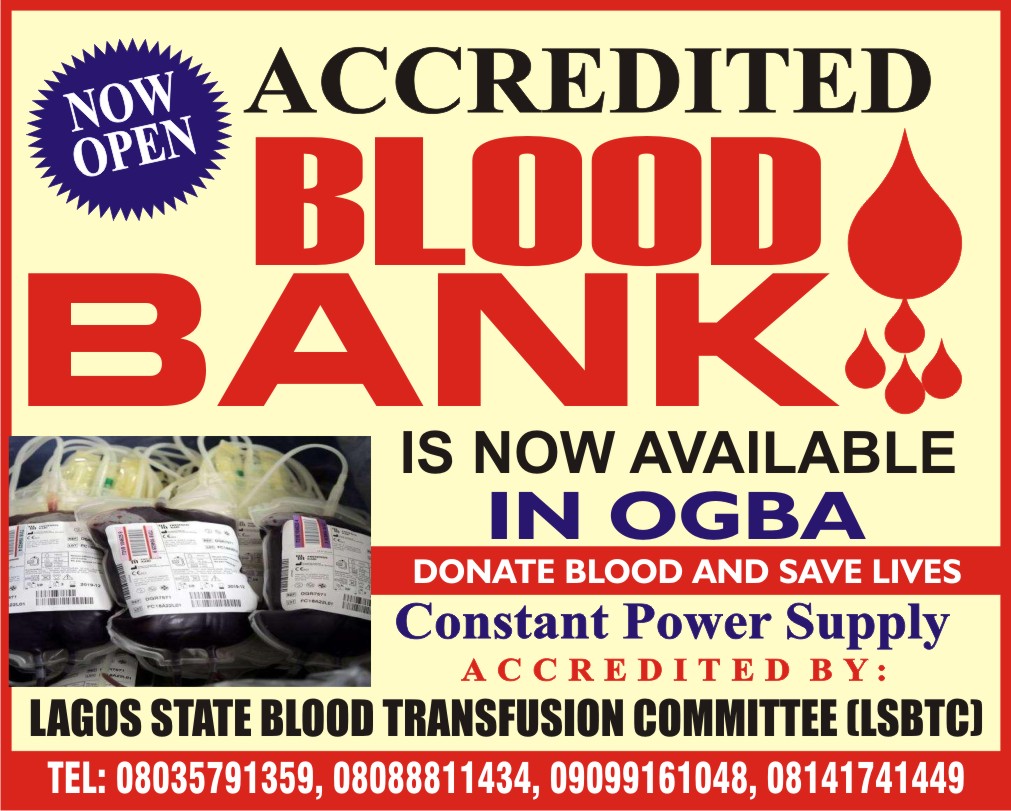 NOW
OPEN
ACCREDITED
BLOOD
BANK
IS NOW AVAILABLE
IN OGBA
DONATE BLOOD AND SAVE LIVES
Constant Power Supply
ACCREDITED BY:
LAGOS STATE BLOOD TRANSFUSION COMMITTEE (LSBTC)
TEL: 08035791359, 08088811434, 09099161048, 08141741449